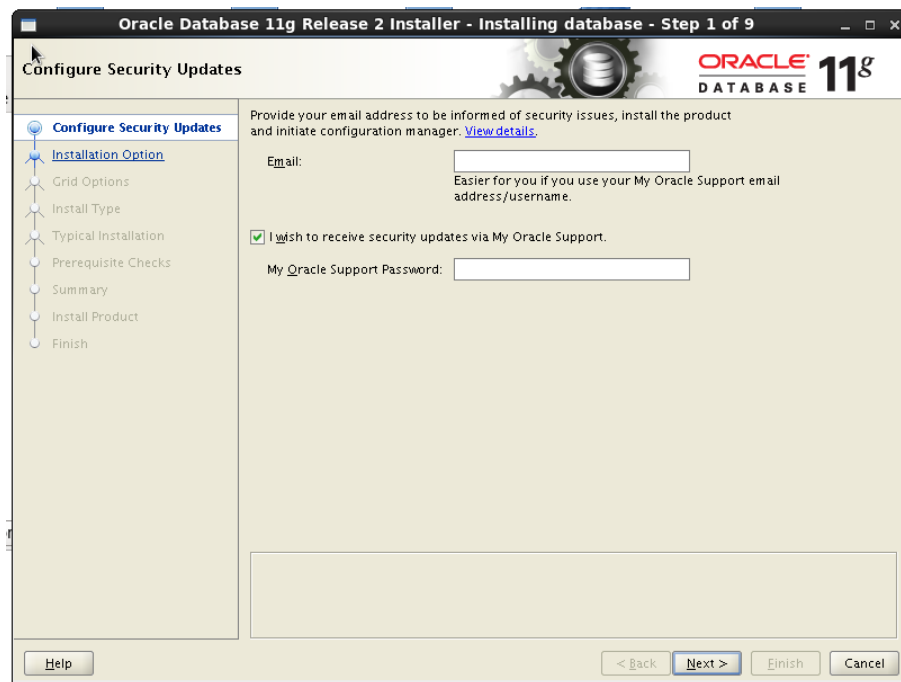 Oracle Database 11g Release 2 Installer - Installing database - Step 1 of 9
Configure Security Updates
ORACLE
DATABASE
11g
Configure Security Updates
Installation Option
Grid Options
Install Type
Typical Installation
Prerequisite Checks
Summary
Install Product
Finish
Provide your email address to be informed of security issues, install the product
and initiate configuration manager. View details.
Email:
Easier for you if you use your My Oracle Support email
address/username.
I wish to receive security updates via My Oracle Support.
My Oracle Support Password:
Help
< Back
Next >
Finish
Cancel